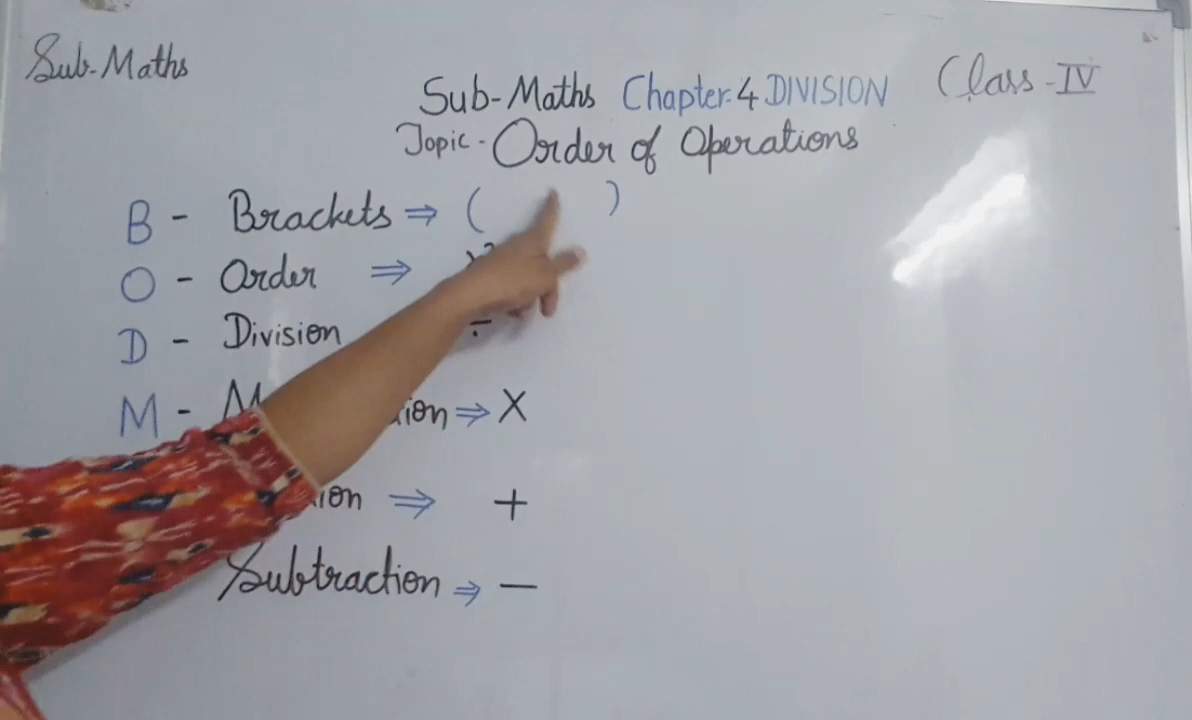 Sub-Maths
Sub-Maths Chapter.4 DIVISION Class-IV
Topic-Order of Operations
B - Brackets ⇒ ( )
O - Order ⇒
D - Division ÷
M - ⇒ X
⇒ +
Subtraction ⇒ −